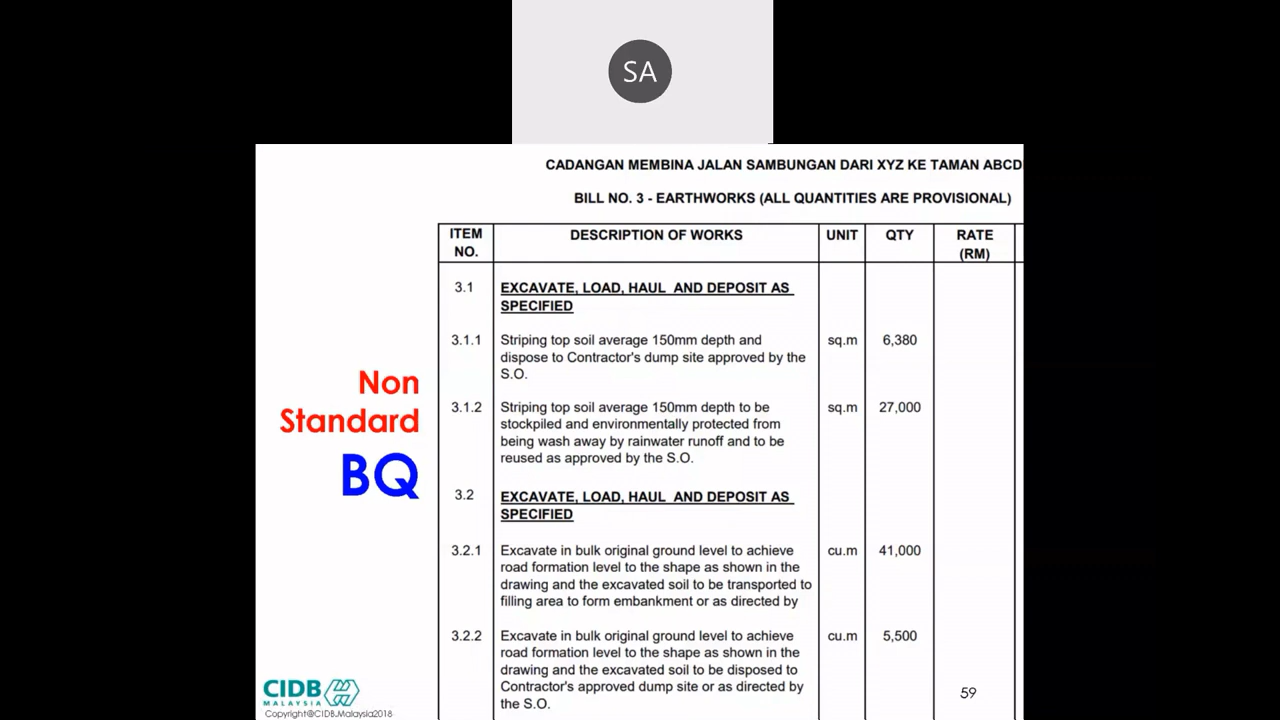 SA
CADANGAN MEMBINA JALAN SAMBUNGAN DARI XYZ KE TAMAN ABCD
BILL NO. 3 - EARTHWORKS (ALL QUANTITIES ARE PROVISIONAL)
ITEM NO. DESCRIPTION OF WORKS UNIT QTY RATE (RM)
3.1 EXCAVATE, LOAD, HAUL AND DEPOSIT AS
SPECIFIED
3.1.1 Striping top soil average 150mm depth and sq.m 6,380
dispose to Contractor's dump site approved by the
S.O.
3.1.2 Striping top soil average 150mm depth to be sq.m 27,000
stockpiled and environmentally protected from
being wash away by rainwater runoff and to be
reused as approved by the S.O.
3.2 EXCAVATE, LOAD, HAUL AND DEPOSIT AS
SPECIFIED
3.2.1 Excavate in bulk original ground level to achieve cu.m 41,000
road formation level to the shape as shown in the
drawing and the excavated soil to be transported to
filling area to form embankment or as directed by
3.2.2 Excavate in bulk original ground level to achieve cu.m 5,500
road formation level to the shape as shown in the
drawing and the excavated soil to be disposed to
Contractor's approved dump site or as directed by
the S.O.
Non
Standard
BQ
CIDB
MALAYSIA
Copyright@CIDB.Malaysia2018
59